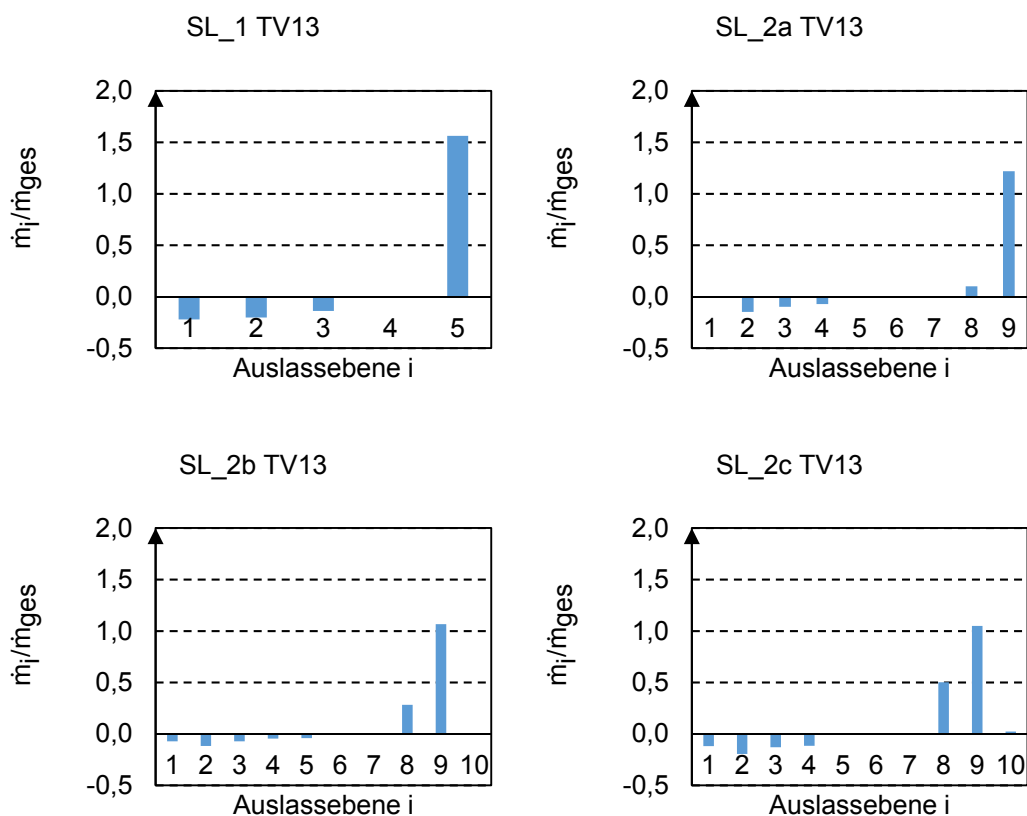 SL_1 TV13
2,0
1,5
1,0
0,5
0,0
-0,5
ṁi/ṁges
1 2 3 4 5
Auslassebene i
SL_2a TV13
2,0
1,5
1,0
0,5
0,0
-0,5
ṁi/ṁges
1 2 3 4 5 6 7 8 9
Auslassebene i
SL_2b TV13
2,0
1,5
1,0
0,5
0,0
-0,5
ṁi/ṁges
1 2 3 4 5 6 7 8 9 10
Auslassebene i
SL_2c TV13
2,0
1,5
1,0
0,5
0,0
-0,5
ṁi/ṁges
1 2 3 4 5 6 7 8 9 10
Auslassebene i